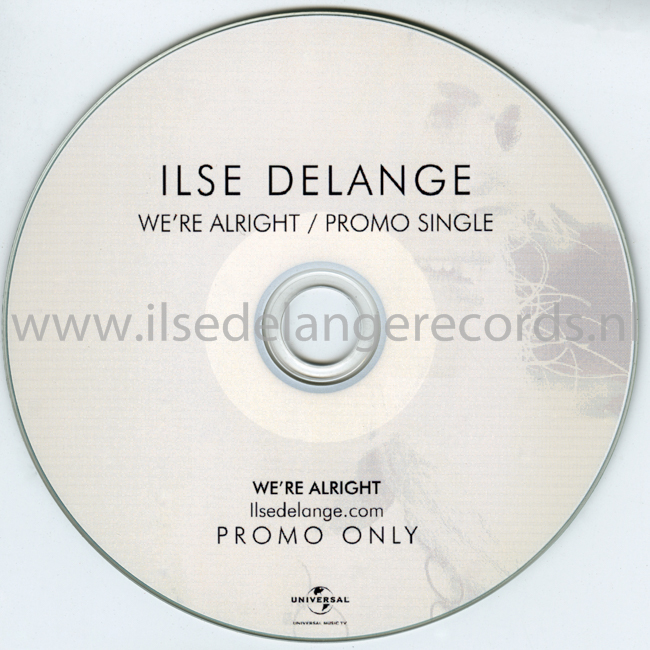 ILSE DELANGE
WE'RE ALRIGHT / PROMO SINGLE
www.ilsedelangerecords.nl
WE'RE ALRIGHT
Ilsedelange.com
PROMO ONLY
UNIVERSAL
UNIVERSAL MUSIC TV